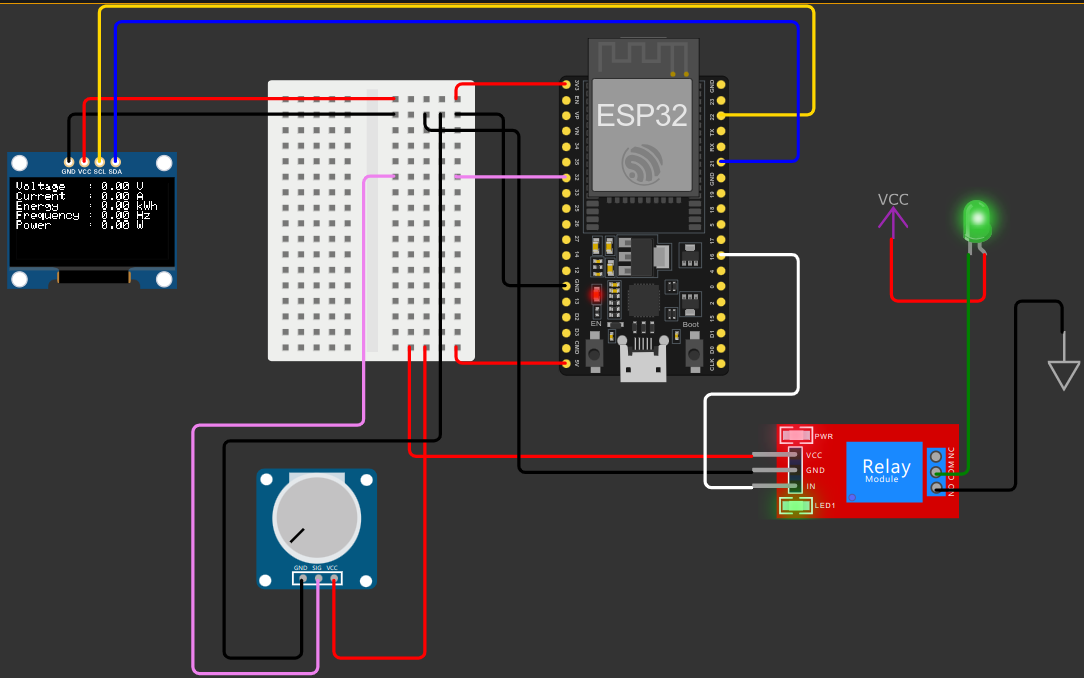 GND VCC SCL SDA
Voltage : 0.00 V
Current : 0.00 A
Energy : 0.00 kWh
Frequency : 0.00 Hz
Power : 0.00 W
ESP32
3V3
EN
VP
VN
34
35
32
33
25
26
27
14
12
GND
13
D2
D3
CMD
5V
GND
23
22
TX
RX
21
GND
19
18
5
17
16
4
0
2
15
D1
D0
CLK
EN
Boot
VCC
PWR
VCC
GND
IN
LED1
Relay
Module
NC
COM
NO
GND SIG VCC